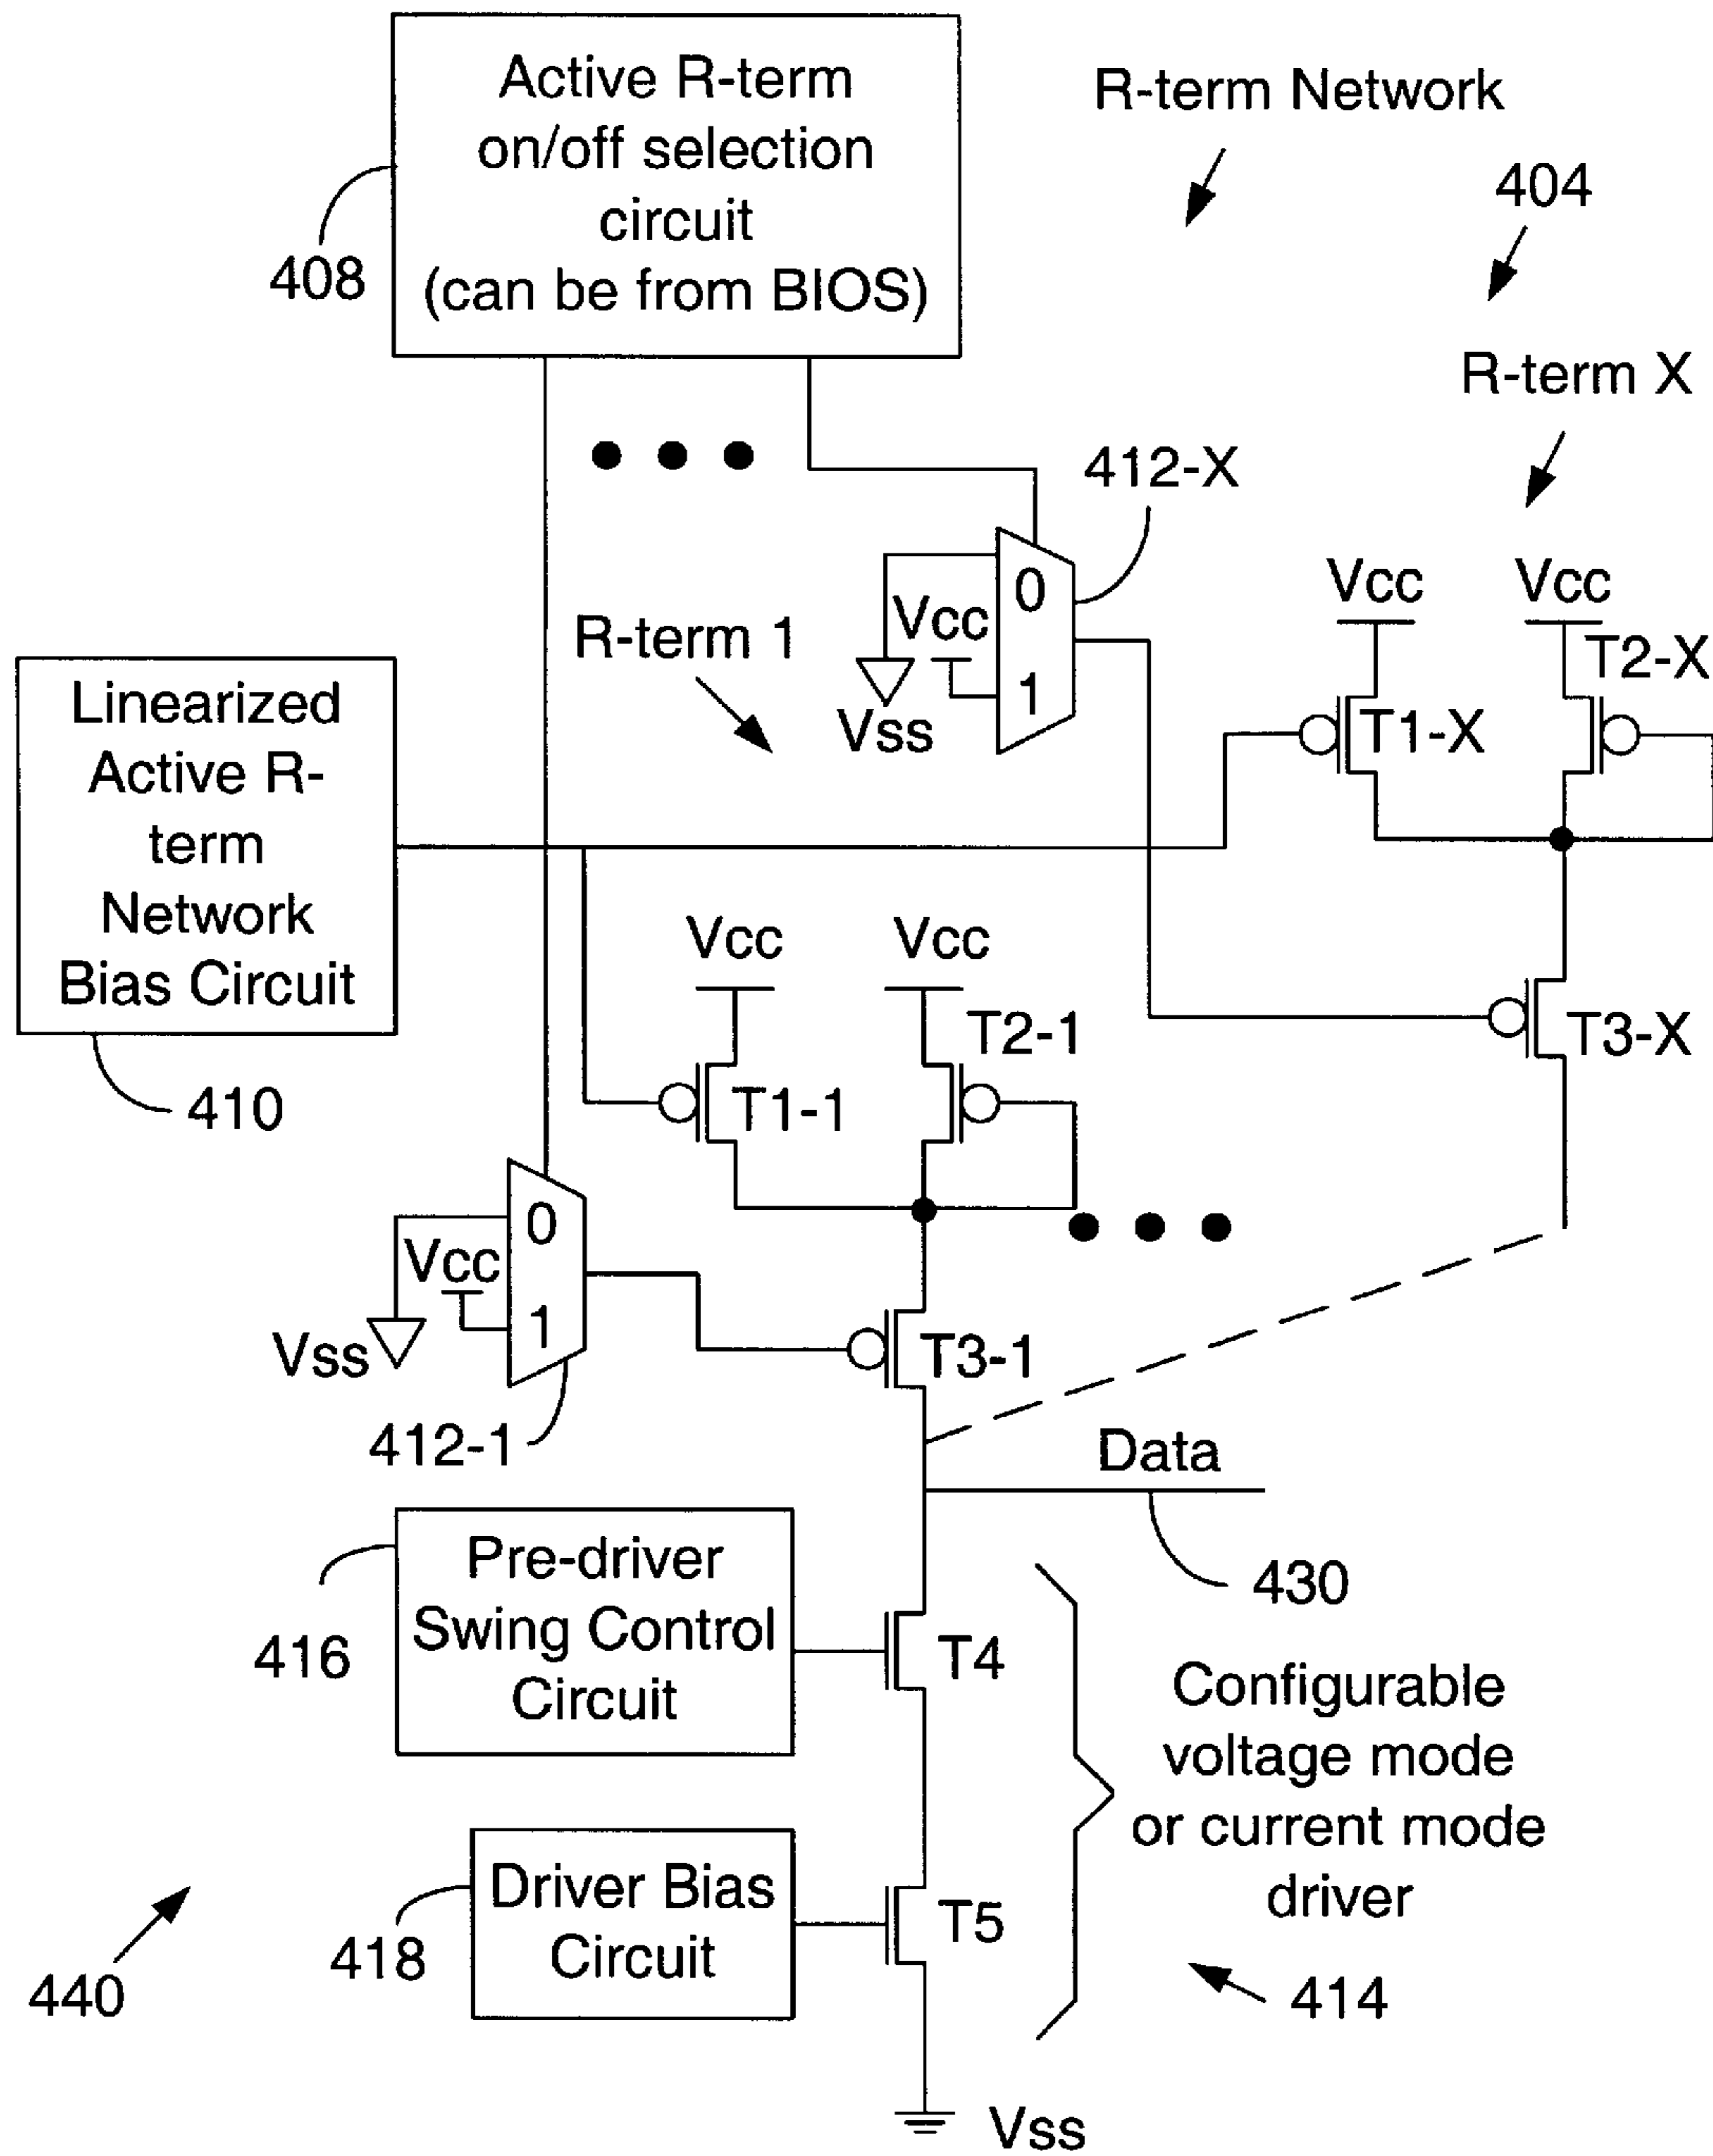 Active R-term
on/off selection
circuit
(can be from BIOS)
408
R-term Network
404
R-term X
412-X
R-term 1
0
1
Vcc
Vss
Vcc
Vcc
T1-X
T2-X
T3-X
Linearized
Active R-
term
Network
Bias Circuit
410
Vcc
Vcc
T1-1
T2-1
0
1
Vcc
Vss
T3-1
412-1
Data
430
Pre-driver
Swing Control
Circuit
416
T4
Configurable
voltage mode
or current mode
driver
Driver Bias
Circuit
418
T5
414
440
Vss